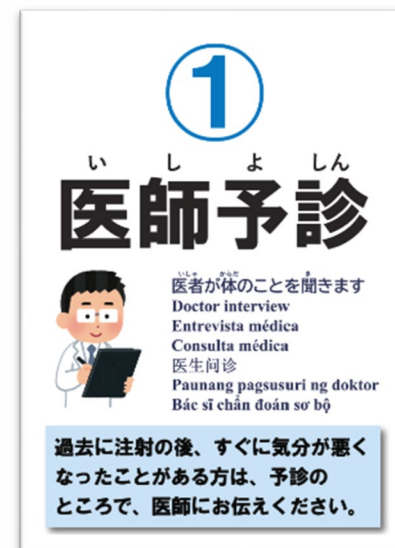 ①
いし よしん
医師予診
いしゃ からだ き
医者が体のことを聞きます
Doctor interview
Entrevista médica
Consulta médica
医生问诊
Paunang pagsusuri ng doktor
Bác sĩ chẩn đoán sơ bộ
過去に注射の後、すぐに気分が悪く
なったことがある方は、予診の
ところで、医師にお伝えください。